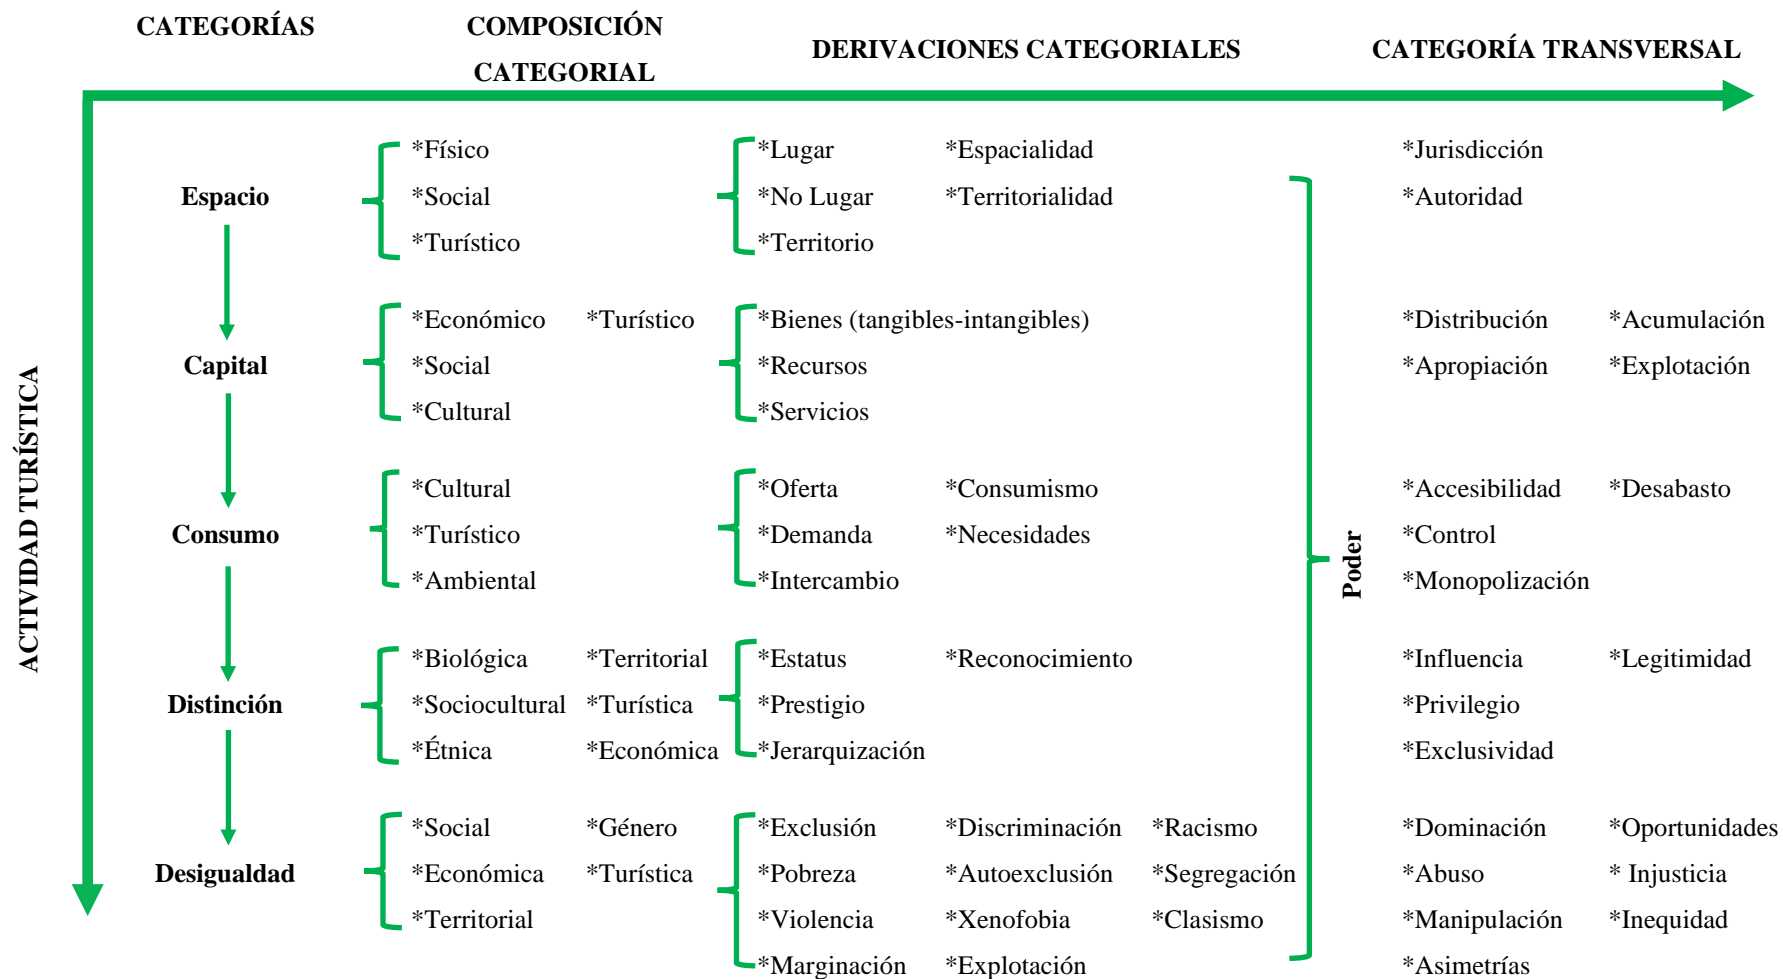 CATEGORÍAS
COMPOSICIÓN
CATEGORIAL
DERIVACIONES CATEGORIALES
CATEGORÍA TRANSVERSAL
ACTIVIDAD TURÍSTICA
Espacio
*Físico
*Social
*Turístico
*Lugar *Espacialidad
*No Lugar *Territorialidad
*Territorio
*Jurisdicción
*Autoridad
Capital
*Económico *Turístico
*Social
*Cultural
*Bienes (tangibles-intangibles)
*Recursos
*Servicios
*Distribución *Acumulación
*Apropiación *Explotación
Consumo
*Cultural
*Turístico
*Ambiental
*Oferta *Consumismo
*Demanda *Necesidades
*Intercambio
Poder
*Accesibilidad *Desabasto
*Control
*Monopolización
Distinción
*Biológica *Territorial
*Sociocultural *Turística
*Étnica *Económica
*Estatus *Reconocimiento
*Prestigio
*Jerarquización
*Influencia *Legitimidad
*Privilegio
*Exclusividad
Desigualdad
*Social *Género
*Económica *Turística
*Territorial
*Exclusión *Discriminación *Racismo
*Pobreza *Autoexclusión *Segregación
*Violencia *Xenofobia *Clasismo
*Marginación *Explotación
*Dominación *Oportunidades
*Abuso * Injusticia
*Manipulación *Inequidad
*Asimetrías